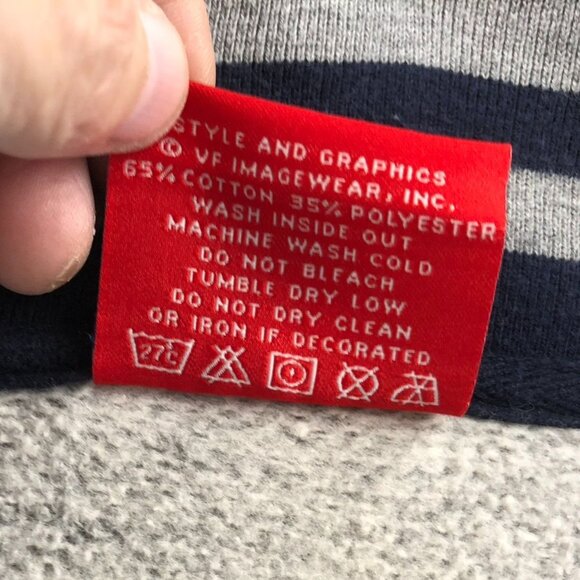 STYLE AND GRAPHICS
© VF IMAGEWEAR, INC.
65% COTTON 35% POLYESTER
WASH INSIDE OUT
MACHINE WASH COLD
DO NOT BLEACH
TUMBLE DRY LOW
DO NOT DRY CLEAN
OR IRON IF DECORATED
27C